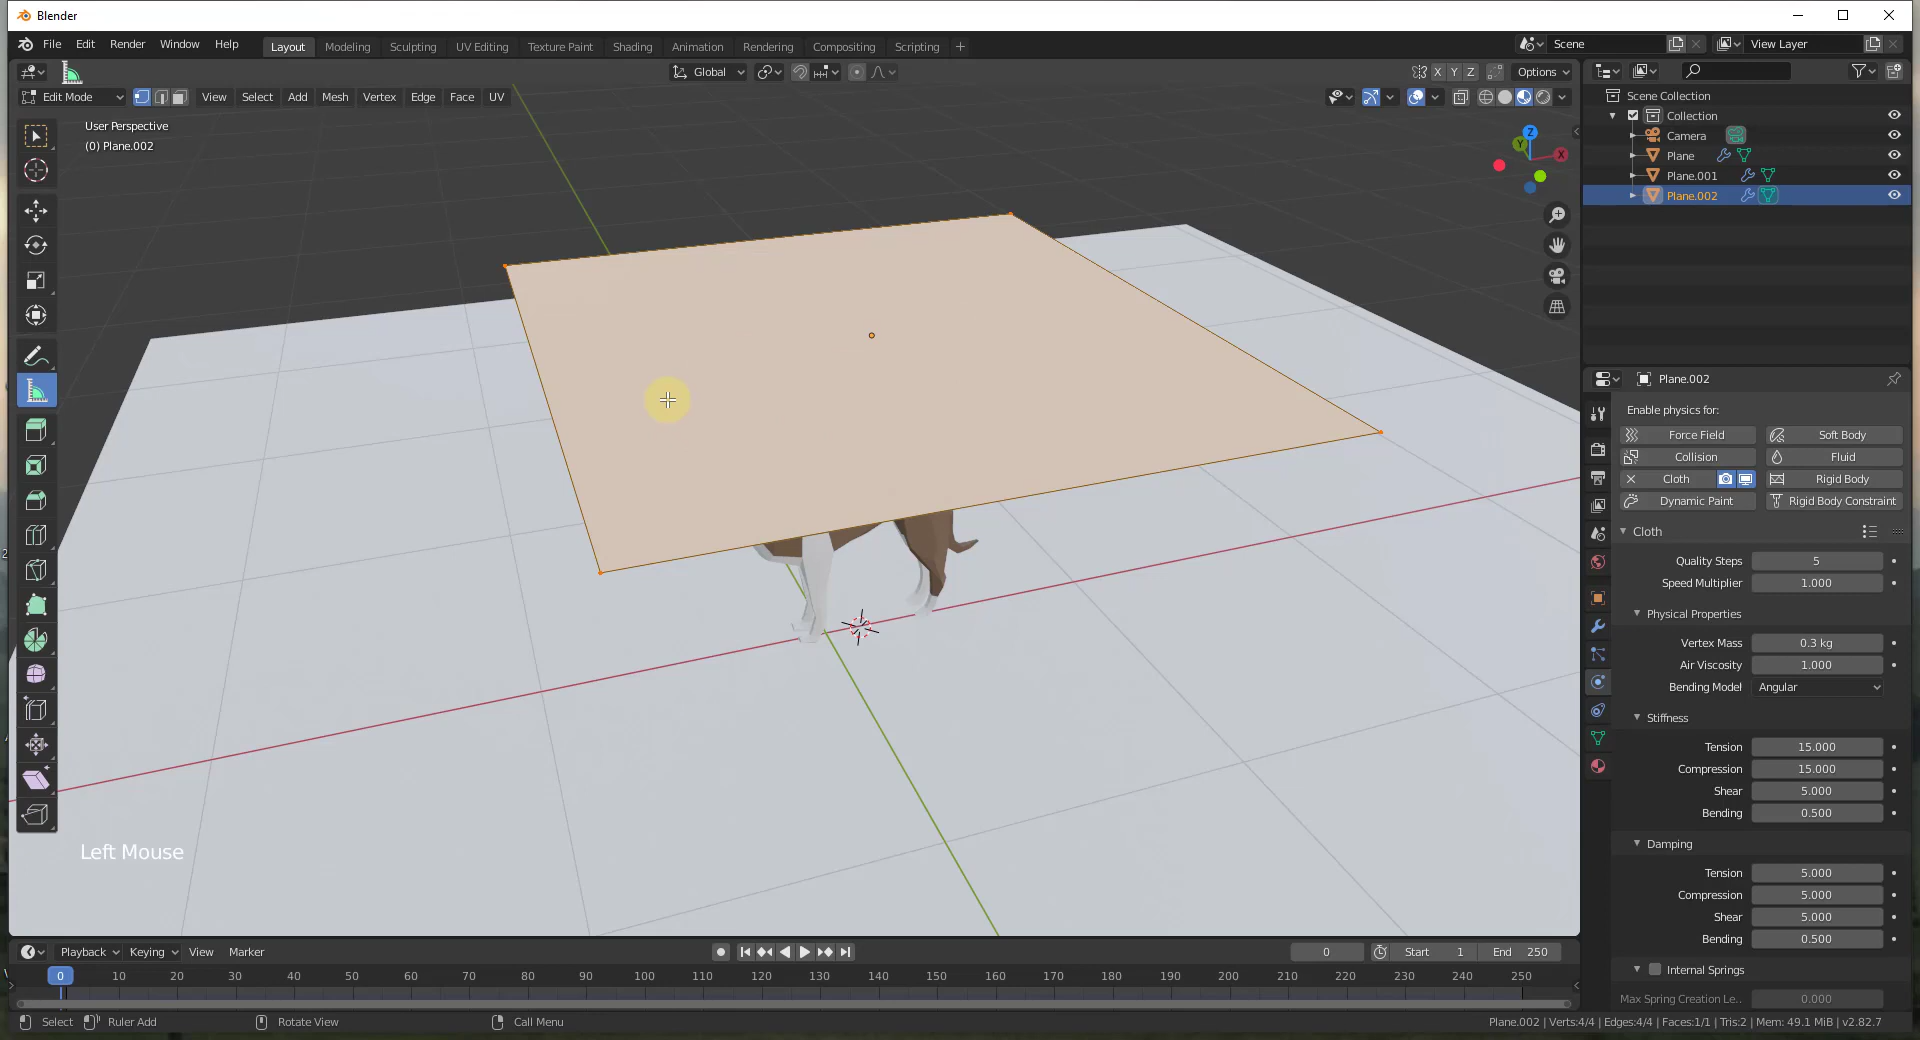 Blender
File Edit Render Window Help Layout Modeling Sculpting UV Editing Texture Paint Shading Animation Rendering Compositing Scripting + Scene View Layer
Global X Y Z Options
Edit Mode View Select Add Mesh Vertex Edge Face UV
User Perspective
(0) Plane.002
Z
Y
X
Left Mouse
Scene Collection
Collection
Camera
Plane
Plane.001
Plane.002
Plane.002
Enable physics for:
Force Field Soft Body
Collision Fluid
Cloth Rigid Body
Dynamic Paint Rigid Body Constraint
Cloth
Quality Steps 5
Speed Multiplier 1.000
Physical Properties
Vertex Mass 0.3 kg
Air Viscosity 1.000
Bending Model Angular
Stiffness
Tension 15.000
Compression 15.000
Shear 5.000
Bending 0.500
Damping
Tension 5.000
Compression 5.000
Shear 5.000
Bending 0.500
Internal Springs
Max Spring Creation Le.. 0.000
Playback Keying View Marker 0 Start 1 End 250
0 10 20 30 40 50 60 70 80 90 100 110 120 130 140 150 160 170 180 190 200 210 220 230 240 250
Select Ruler Add Rotate View Call Menu Plane.002 | Verts:4/4 | Edges:4/4 | Faces:1/1 | Tris:2 | Mem: 49.1 MiB | v2.82.7